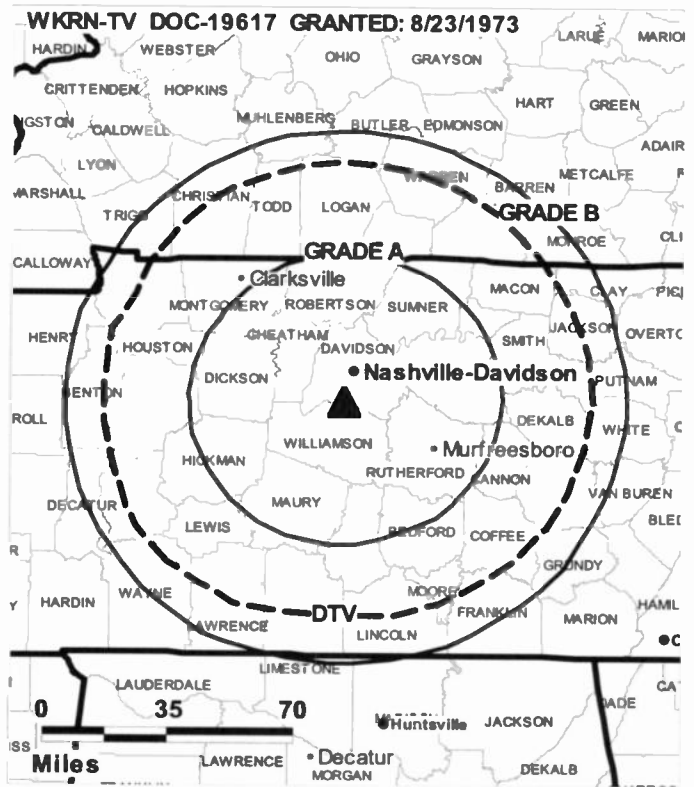 WKRN-TV DOC-19617 GRANTED: 8/23/1973
HARDIN
WEBSTER
OHIO
GRAYSON
LARUE
CRITTENDEN
HOPKINS
HART
GREEN
MUHLENBERG
BUTLER
EDMONSON
CALDWELL
ADAIR
LYON
METCALFE
MARSHALL
CHRISTIAN
TODD
LOGAN
WARREN
BARREN
TRIGG
GRADE B
MONROE
GRADE A
CALLOWAY
Clarksville
MACON
CLAY
MONTGOMERY
ROBERTSON
SUMNER
HENRY
HOUSTON
CHEATHAM
DAVIDSON
SMITH
JACKSON
DICKSON
Nashville-Davidson
PUTNAM
BENTON
DEKALB
WHITE
WILLIAMSON
Murfreesboro
HICKMAN
RUTHERFORD
CANNON
VAN BUREN
DECATUR
MAURY
LEWIS
BEDFORD
COFFEE
GRUNDY
HARDIN
WAYNE
MOORE
LAWRENCE
DTV
FRANKLIN
MARION
LINCOLN
LIMESTONE
LAUDERDALE
0 35 70
Huntsville
JACKSON
Miles
LAWRENCE
Decatur
MORGAN
DEKALB